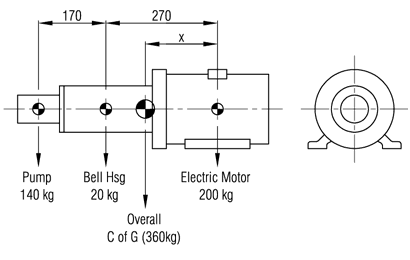 170 270
x
Pump
140 kg
Bell Hsg
20 kg
Electric Motor
200 kg
Overall
C of G (360kg)